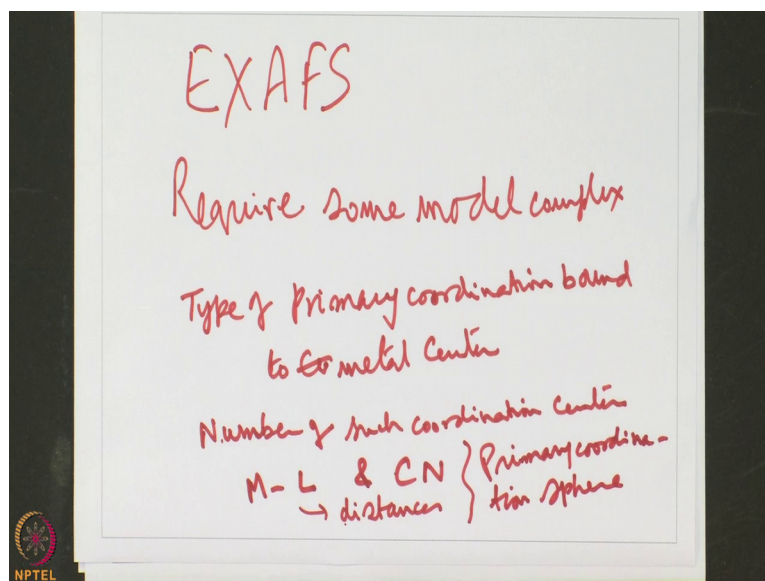 EXAFS
Require some model complex
Type of Primary coordination bound
to metal Center
Number of such coordination center
M-L & CN } Primary coordina-
→ distances } tion sphere
NPTEL